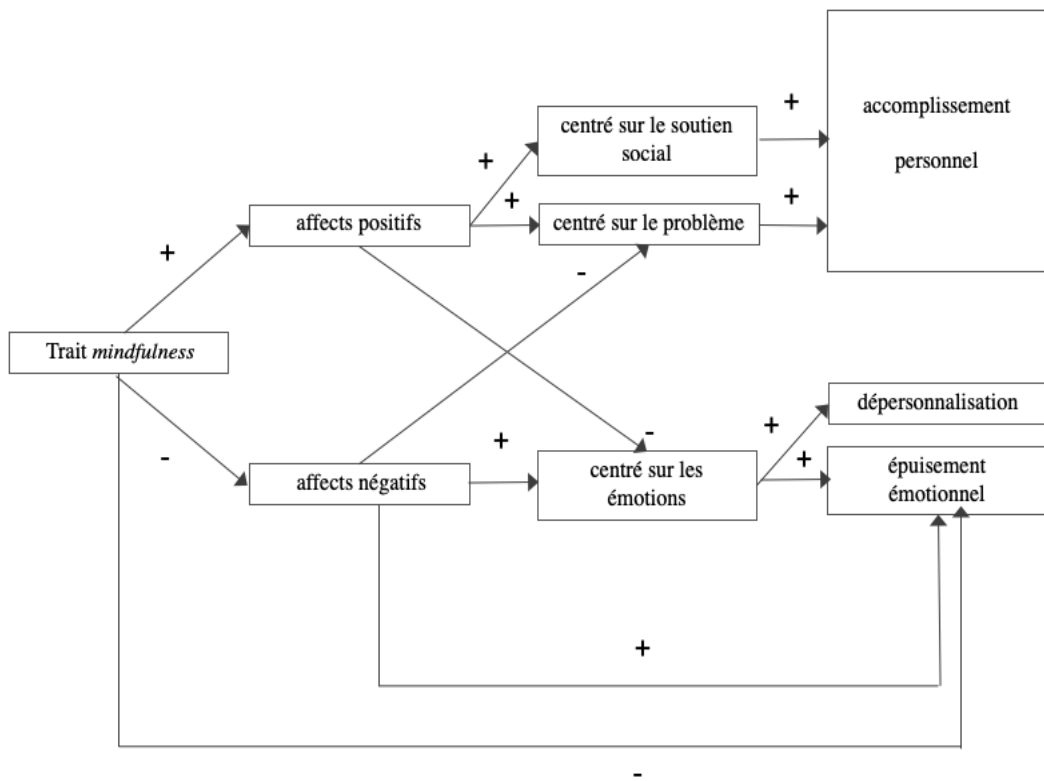 centré sur le soutien
social
+
accomplissement
personnel
+
+
+
affects positifs
centré sur le problème
+
-
Trait mindfulness
-
affects négatifs
+
-
centré sur les
émotions
+
+
dépersonnalisation
épuisement
émotionnel
+
-